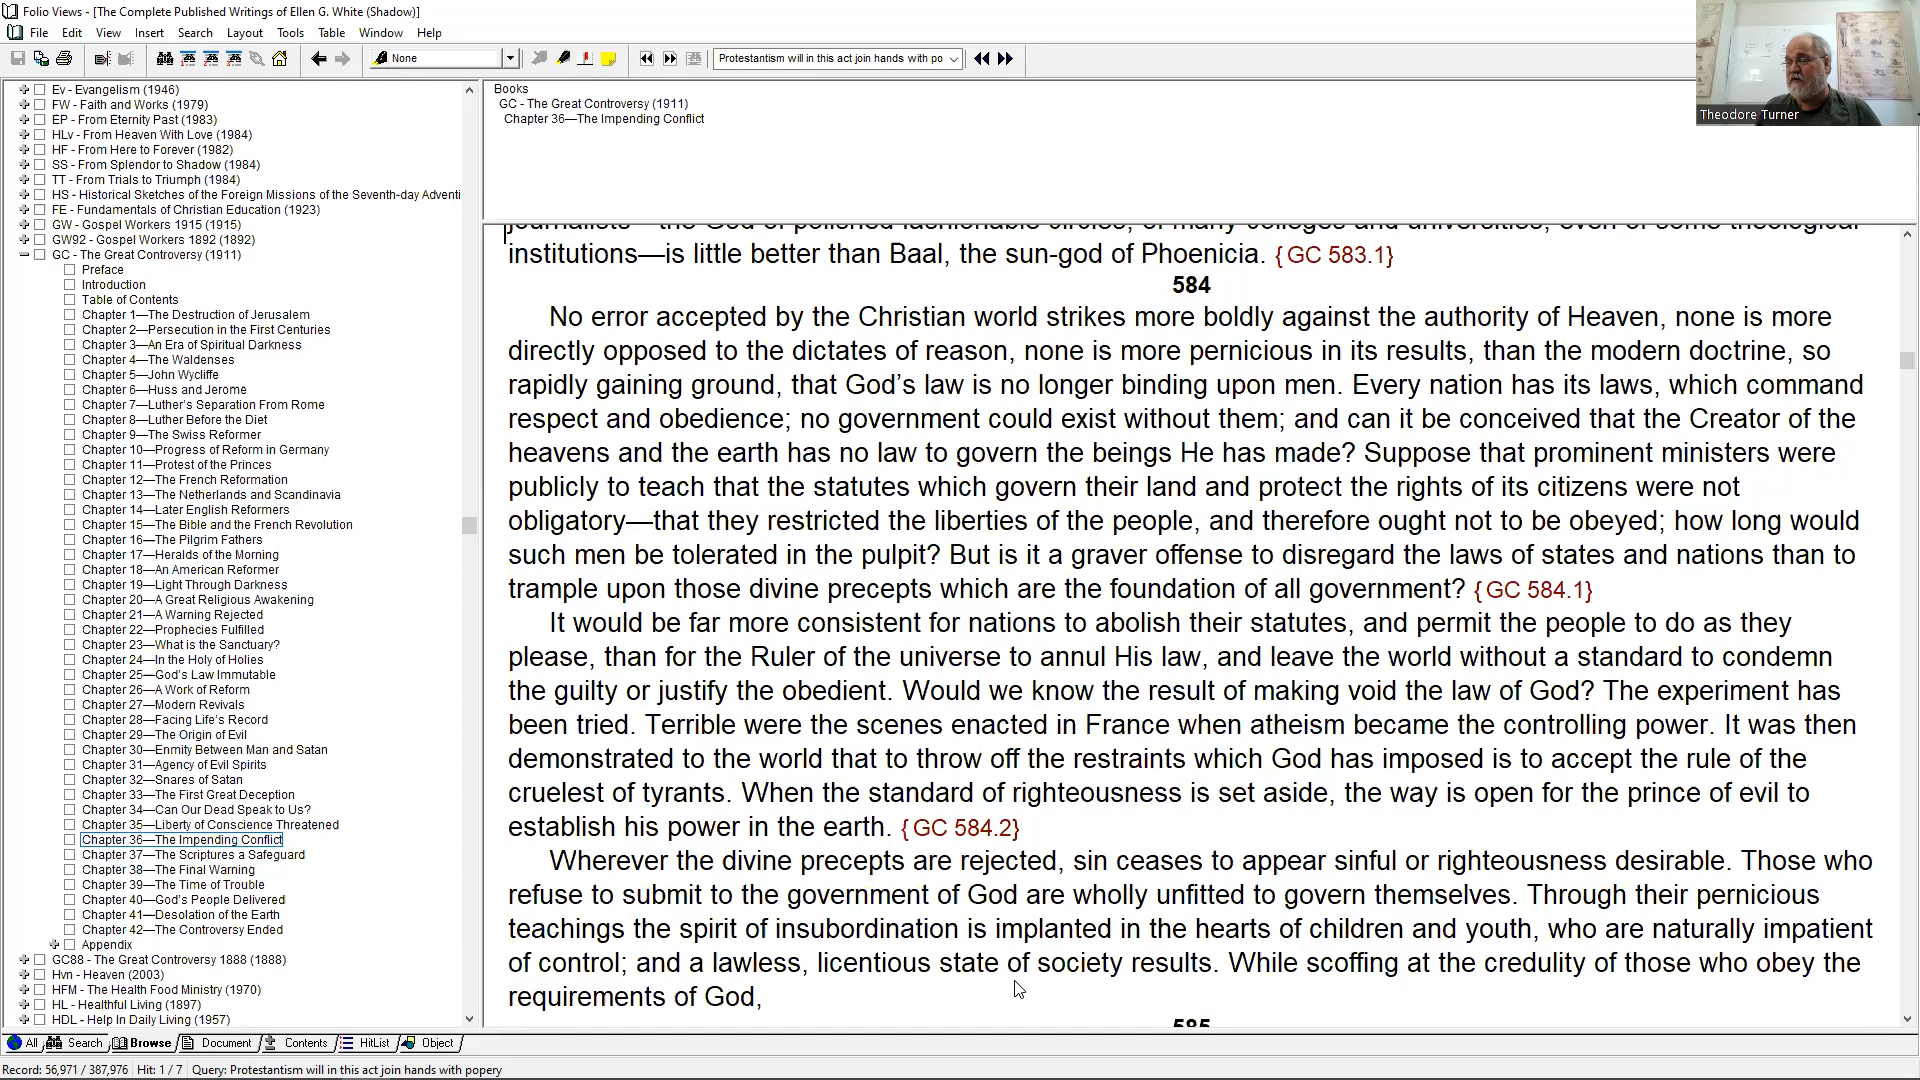 Folio Views - [The Complete Published Writings of Ellen G. White (Shadow)]
File Edit View Insert Search Layout Tools Table Window Help
None
Protestantism will in this act join hands with po
Theodore Turner
Ev - Evangelism (1946)
FW - Faith and Works (1979)
EP - From Eternity Past (1983)
HLv - From Heaven With Love (1984)
HF - From Here to Forever (1982)
SS - From Splendor to Shadow (1984)
TT - From Trials to Triumph (1984)
HS - Historical Sketches of the Foreign Missions of the Seventh-day Adventi
FE - Fundamentals of Christian Education (1923)
GW - Gospel Workers 1915 (1915)
GW92 - Gospel Workers 1892 (1892)
GC - The Great Controversy (1911)
Preface
Introduction
Table of Contents
Chapter 1—The Destruction of Jerusalem
Chapter 2—Persecution in the First Centuries
Chapter 3—An Era of Spiritual Darkness
Chapter 4—The Waldenses
Chapter 5—John Wycliffe
Chapter 6—Huss and Jerome
Chapter 7—Luther's Separation From Rome
Chapter 8—Luther Before the Diet
Chapter 9—The Swiss Reformer
Chapter 10—Progress of Reform in Germany
Chapter 11—Protest of the Princes
Chapter 12—The French Reformation
Chapter 13—The Netherlands and Scandinavia
Chapter 14—Later English Reformers
Chapter 15—The Bible and the French Revolution
Chapter 16—The Pilgrim Fathers
Chapter 17—Heralds of the Morning
Chapter 18—An American Reformer
Chapter 19—Light Through Darkness
Chapter 20—A Great Religious Awakening
Chapter 21—A Warning Rejected
Chapter 22—Prophecies Fulfilled
Chapter 23—What is the Sanctuary?
Chapter 24—In the Holy of Holies
Chapter 25—God's Law Immutable
Chapter 26—A Work of Reform
Chapter 27—Modern Revivals
Chapter 28—Facing Life's Record
Chapter 29—The Origin of Evil
Chapter 30—Enmity Between Man and Satan
Chapter 31—Agency of Evil Spirits
Chapter 32—Snares of Satan
Chapter 33—The First Great Deception
Chapter 34—Can Our Dead Speak to Us?
Chapter 35—Liberty of Conscience Threatened
Chapter 36—The Impending Conflict
Chapter 37—The Scriptures a Safeguard
Chapter 38—The Final Warning
Chapter 39—The Time of Trouble
Chapter 40—God's People Delivered
Chapter 41—Desolation of the Earth
Chapter 42—The Controversy Ended
Appendix
GC88 - The Great Controversy 1888 (1888)
Hvn - Heaven (2003)
HFM - The Health Food Ministry (1970)
HL - Healthful Living (1897)
HDL - Help In Daily Living (1957)
Books
GC - The Great Controversy (1911)
Chapter 36—The Impending Conflict
journalists—the God of polished fashionable circles, of many colleges and universities, even of some theological
institutions—is little better than Baal, the sun-god of Phoenicia. {GC 583.1}
584
No error accepted by the Christian world strikes more boldly against the authority of Heaven, none is more
directly opposed to the dictates of reason, none is more pernicious in its results, than the modern doctrine, so
rapidly gaining ground, that God's law is no longer binding upon men. Every nation has its laws, which command
respect and obedience; no government could exist without them; and can it be conceived that the Creator of the
heavens and the earth has no law to govern the beings He has made? Suppose that prominent ministers were
publicly to teach that the statutes which govern their land and protect the rights of its citizens were not
obligatory—that they restricted the liberties of the people, and therefore ought not to be obeyed; how long would
such men be tolerated in the pulpit? But is it a graver offense to disregard the laws of states and nations than to
trample upon those divine precepts which are the foundation of all government? {GC 584.1}
It would be far more consistent for nations to abolish their statutes, and permit the people to do as they
please, than for the Ruler of the universe to annul His law, and leave the world without a standard to condemn
the guilty or justify the obedient. Would we know the result of making void the law of God? The experiment has
been tried. Terrible were the scenes enacted in France when atheism became the controlling power. It was then
demonstrated to the world that to throw off the restraints which God has imposed is to accept the rule of the
cruelest of tyrants. When the standard of righteousness is set aside, the way is open for the prince of evil to
establish his power in the earth. {GC 584.2}
Wherever the divine precepts are rejected, sin ceases to appear sinful or righteousness desirable. Those who
refuse to submit to the government of God are wholly unfitted to govern themselves. Through their pernicious
teachings the spirit of insubordination is implanted in the hearts of children and youth, who are naturally impatient
of control; and a lawless, licentious state of society results. While scoffing at the credulity of those who obey the
requirements of God,
585
All Search Browse Document Contents HitList Object
Record: 56,971 / 387,976 Hit: 1 / 7 Query: Protestantism will in this act join hands with popery